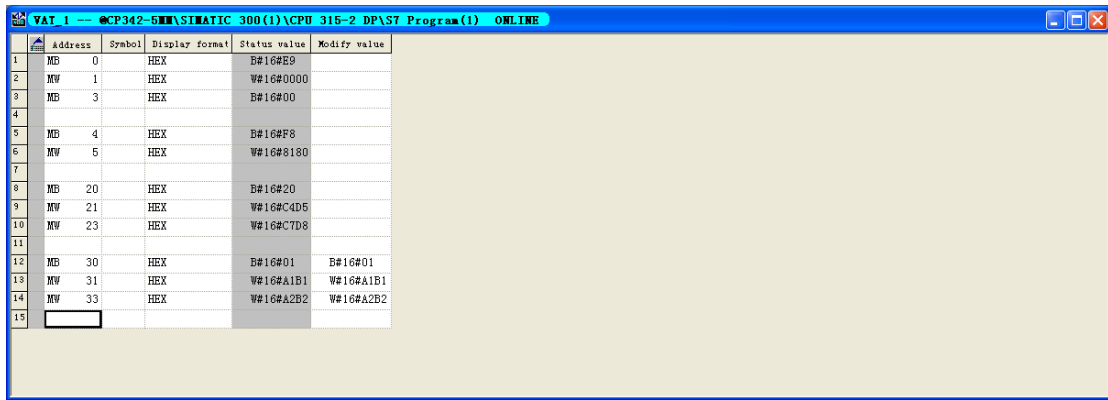 VAT_1 -- @CP342-5主主\SIMATIC 300(1)\CPU 315-2 DP\S7 Program(1) ONLINE
Address Symbol Display format Status value Modify value
1 MB 0 HEX B#16#E9
2 MW 1 HEX W#16#0000
3 MB 3 HEX B#16#00
4
5 MB 4 HEX B#16#F8
6 MW 5 HEX W#16#8180
7
8 MB 20 HEX B#16#20
9 MW 21 HEX W#16#C4D5
10 MW 23 HEX W#16#C7D8
11
12 MB 30 HEX B#16#01 B#16#01
13 MW 31 HEX W#16#A1B1 W#16#A1B1
14 MW 33 HEX W#16#A2B2 W#16#A2B2
15